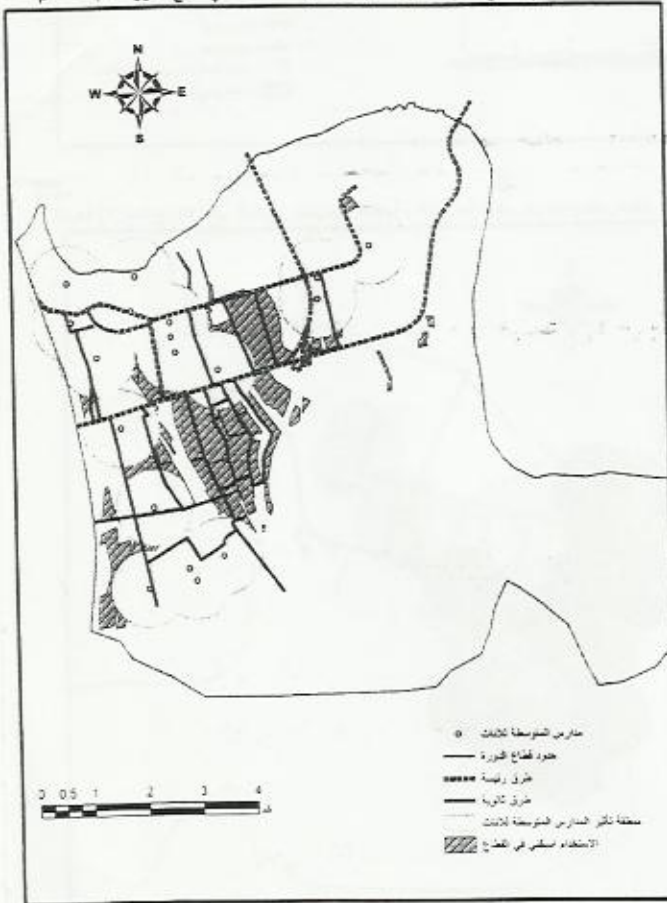 N
W E
S
مدارس المتوسطة للاناث
حدود قطاع الدورة
طرق رئيسة
طرق ثانوية
منطقة تأثير المدارس المتوسطة للاناث
الاستخدام السكني في القطاع
0 0.5 1 2 3 4
كم